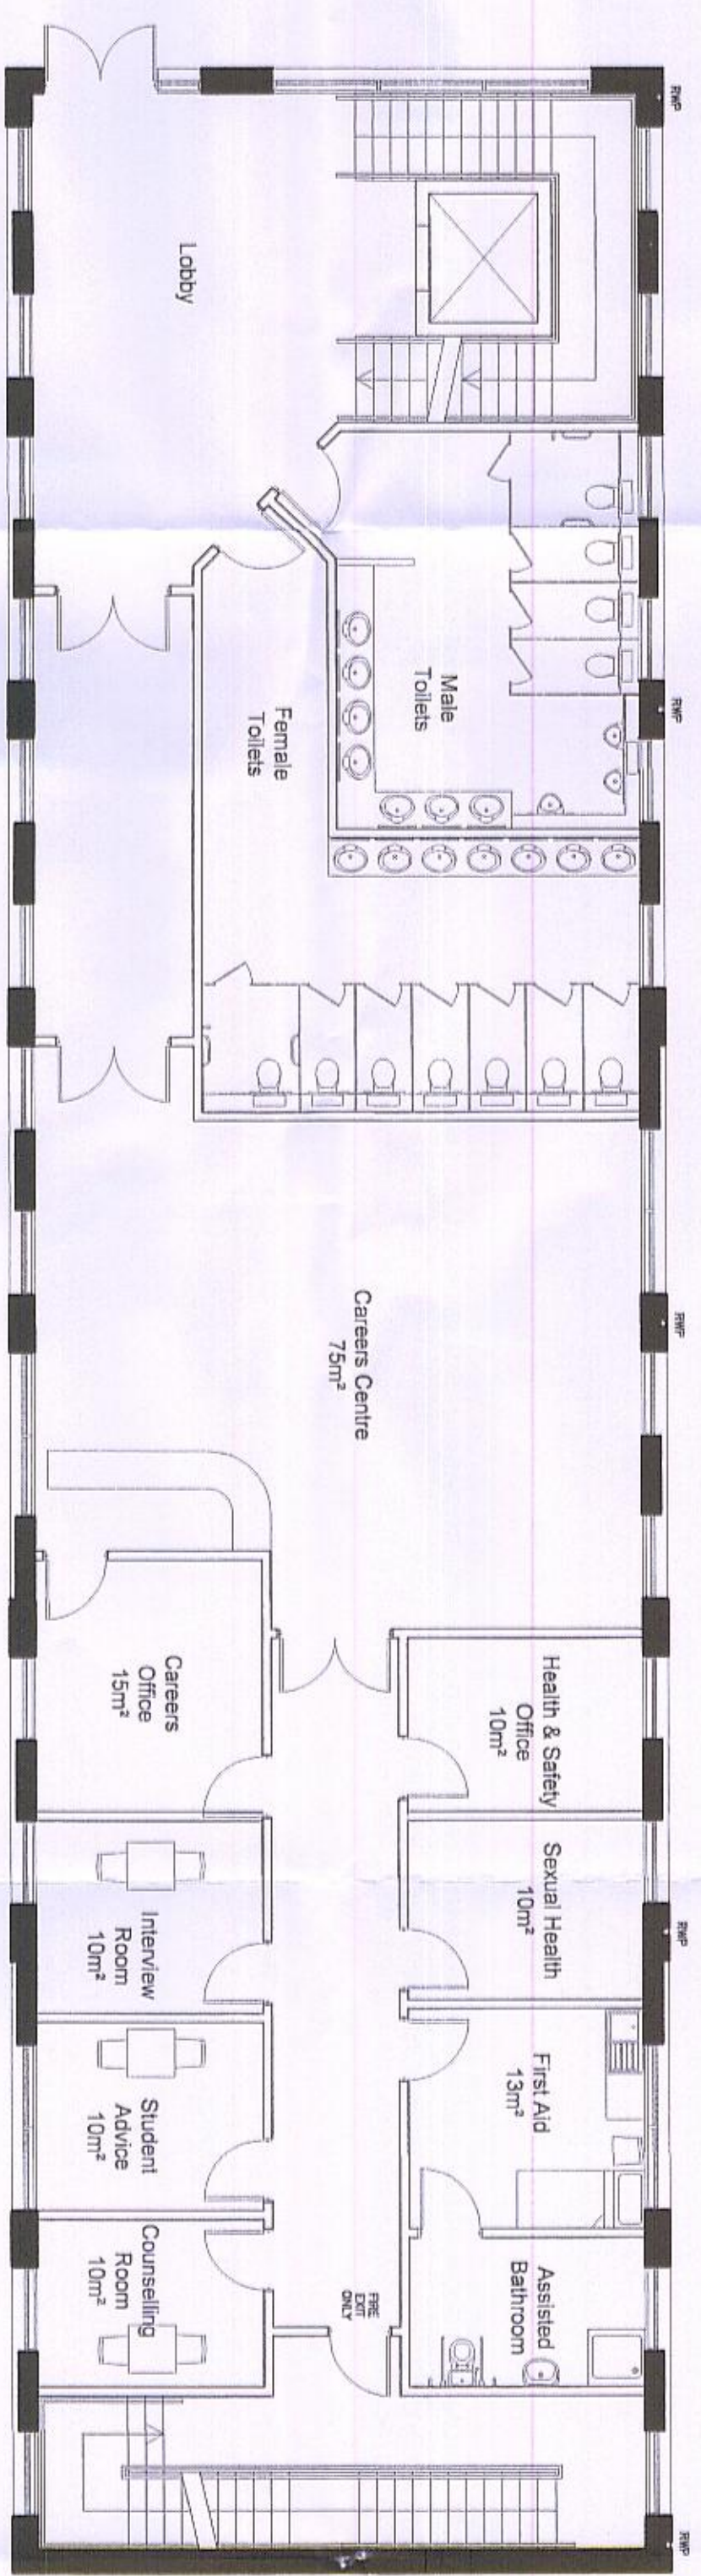 RWP
RWP
RWP
RWP
RWP
Lobby
Male
Toilets
Female
Toilets
Careers Centre
75m²
Health & Safety
Office
10m²
Sexual Health
10m²
First Aid
13m²
Assisted
Bathroom
FIRE
EXIT
ONLY
Careers
Office
15m²
Interview
Room
10m²
Student
Advice
10m²
Counselling
Room
10m²